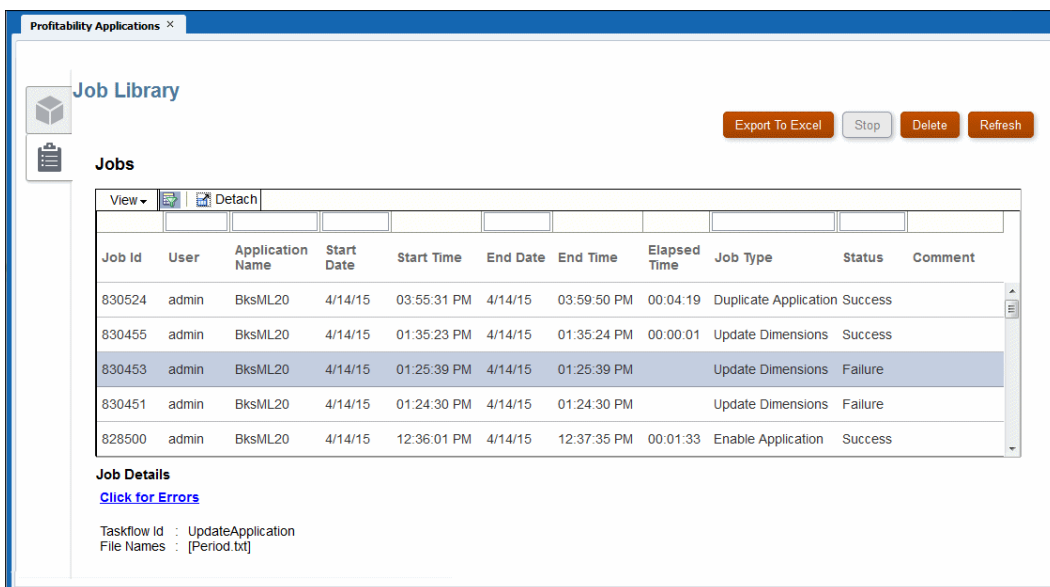 Profitability Applications ×
Job Library
Export To Excel Stop Delete Refresh
Jobs
View Detach
Job Id User Application Name Start Date Start Time End Date End Time Elapsed Time Job Type Status Comment
830524 admin BksML20 4/14/15 03:55:31 PM 4/14/15 03:59:50 PM 00:04:19 Duplicate Application Success
830455 admin BksML20 4/14/15 01:35:23 PM 4/14/15 01:35:24 PM 00:00:01 Update Dimensions Success
830453 admin BksML20 4/14/15 01:25:39 PM 4/14/15 01:25:39 PM Update Dimensions Failure
830451 admin BksML20 4/14/15 01:24:30 PM 4/14/15 01:24:30 PM Update Dimensions Failure
828500 admin BksML20 4/14/15 12:36:01 PM 4/14/15 12:37:35 PM 00:01:33 Enable Application Success
Job Details
Click for Errors
Taskflow Id : UpdateApplication
File Names : [Period.txt]